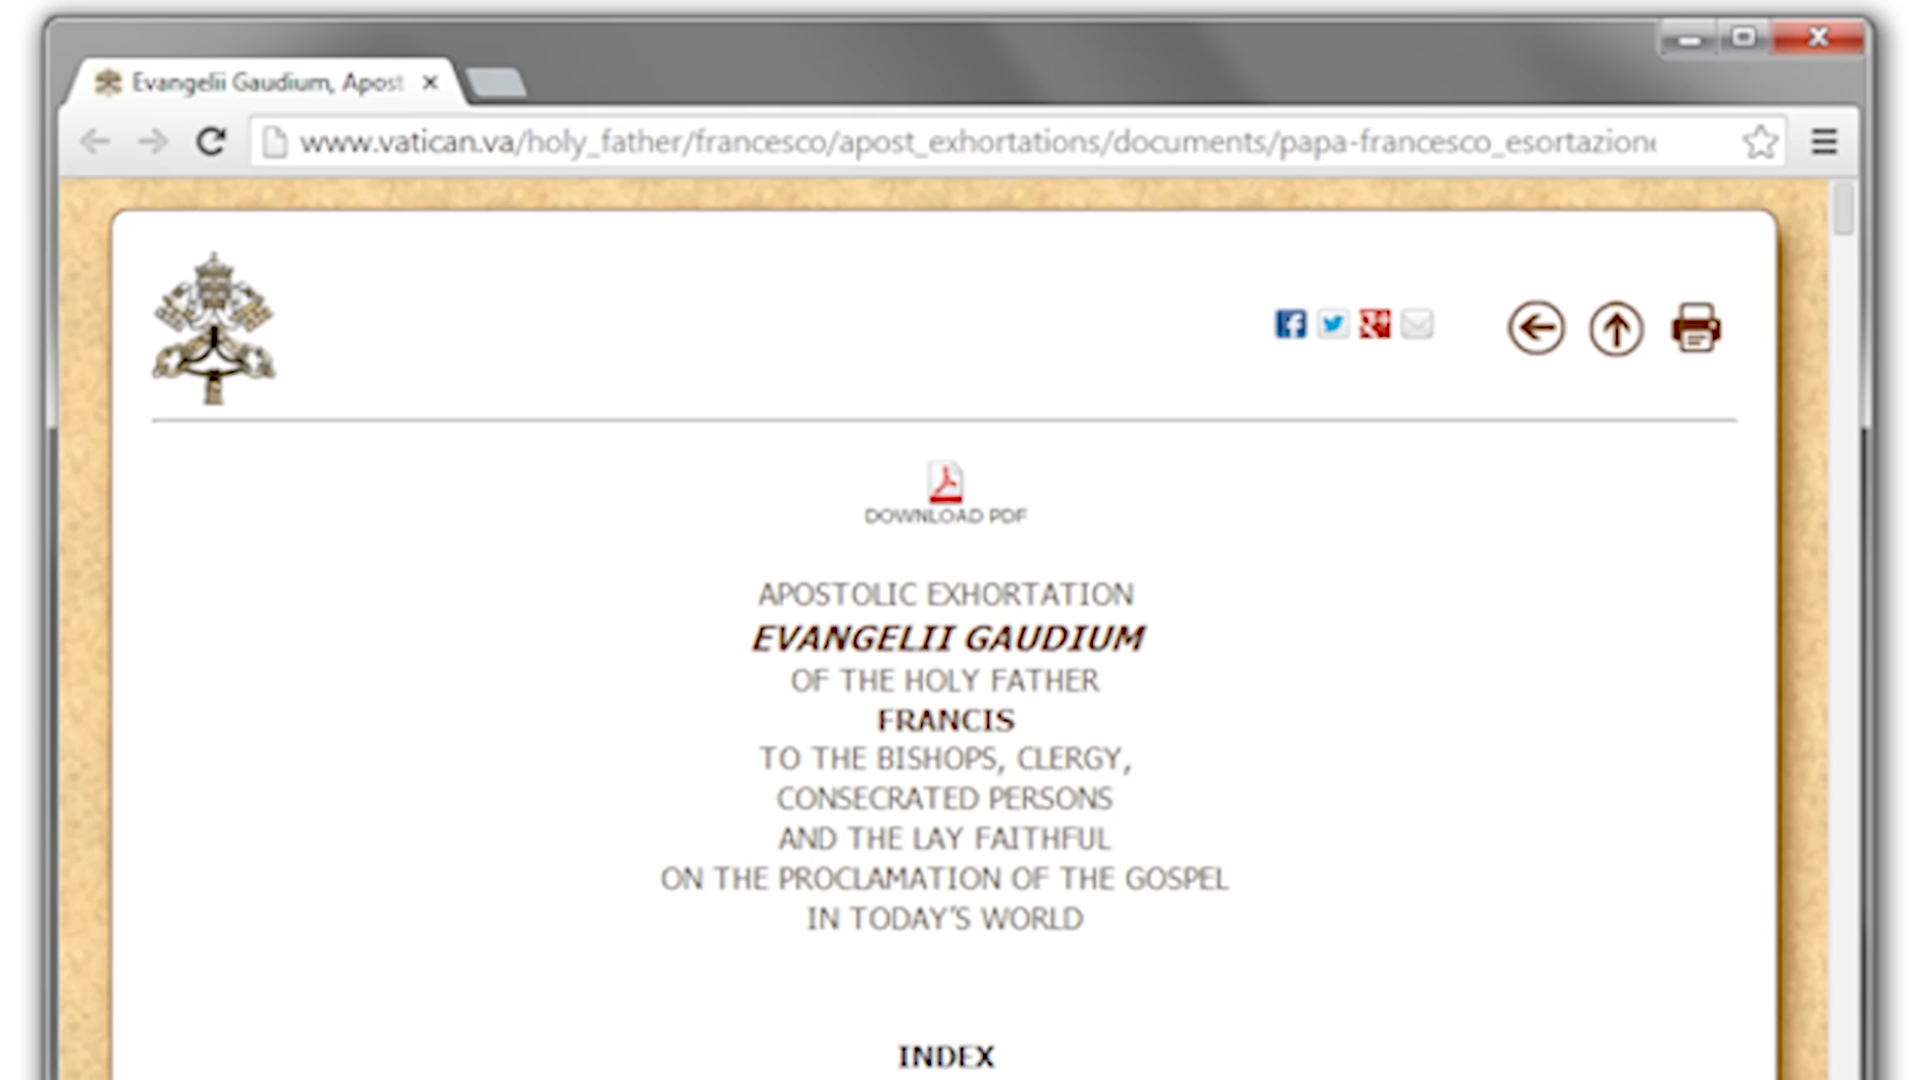 Evangelii Gaudium, Apost
www.vatican.va/holy_father/francesco/apost_exhortations/documents/papa-francesco_esortazione
DOWNLOAD PDF
APOSTOLIC EXHORTATION
EVANGELII GAUDIUM
OF THE HOLY FATHER
FRANCIS
TO THE BISHOPS, CLERGY,
CONSECRATED PERSONS
AND THE LAY FAITHFUL
ON THE PROCLAMATION OF THE GOSPEL
IN TODAY'S WORLD
INDEX